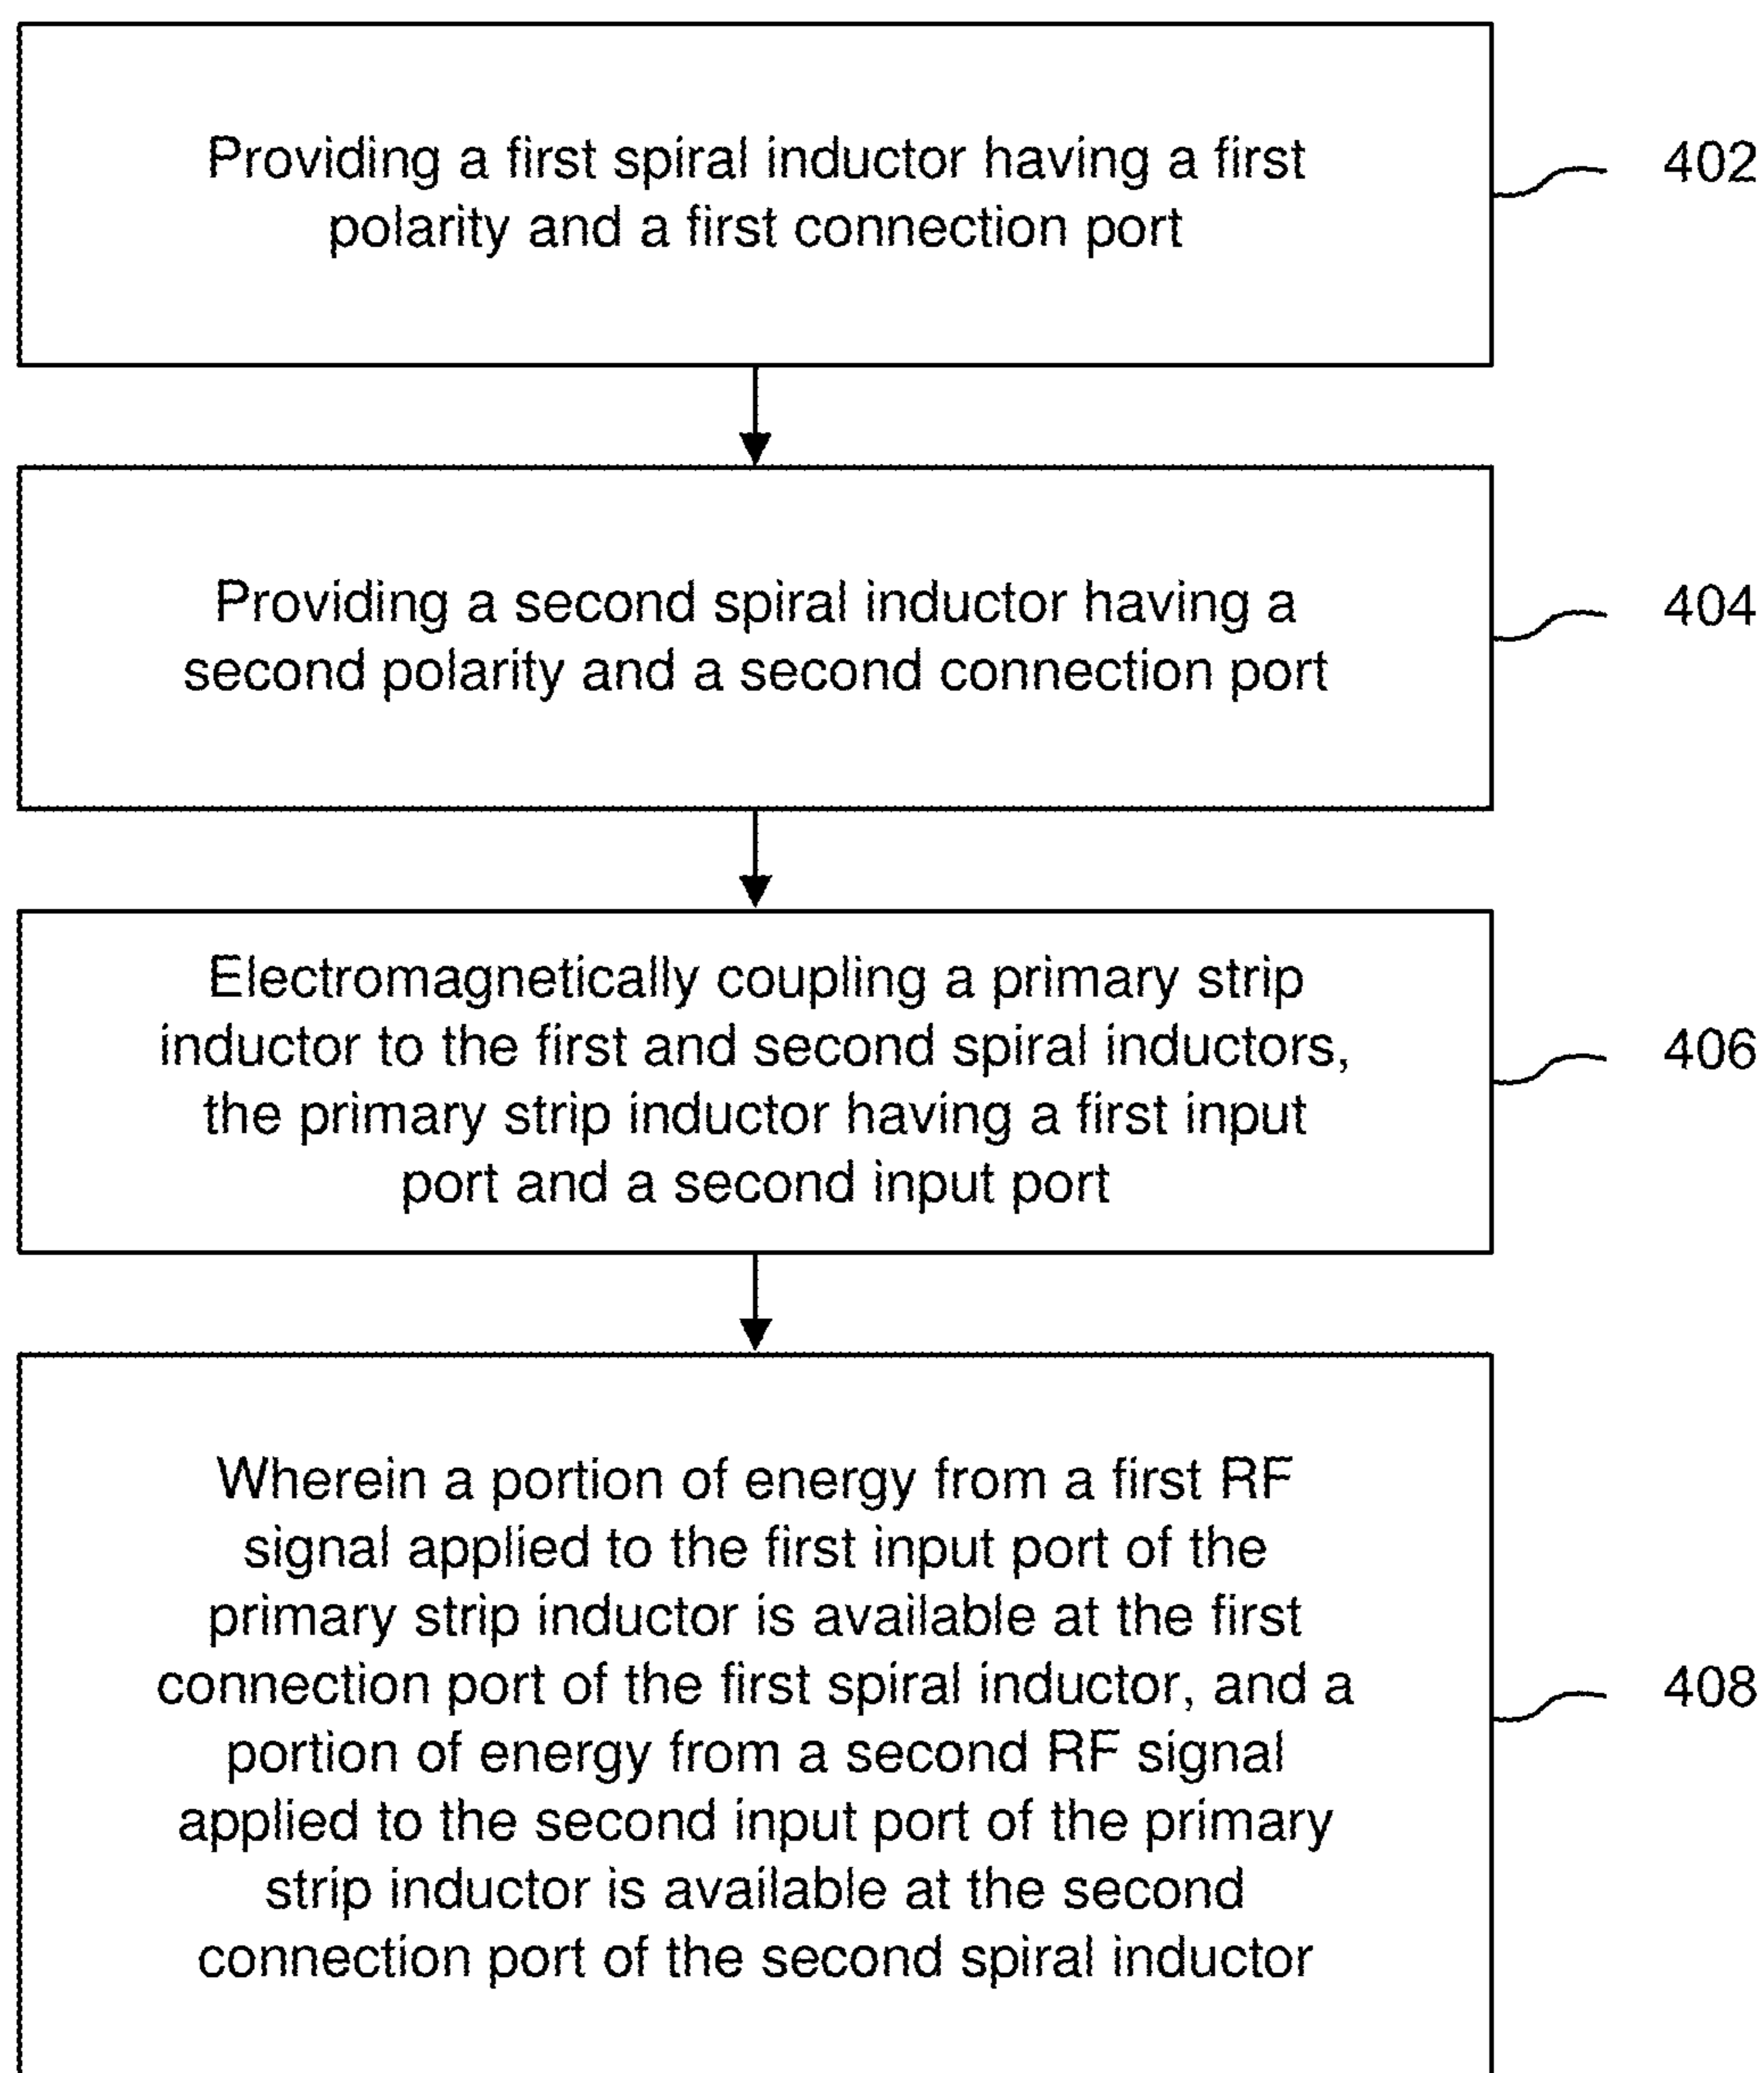 Providing a first spiral inductor having a first
polarity and a first connection port
402
Providing a second spiral inductor having a
second polarity and a second connection port
404
Electromagnetically coupling a primary strip
inductor to the first and second spiral inductors,
the primary strip inductor having a first input
port and a second input port
406
Wherein a portion of energy from a first RF
signal applied to the first input port of the
primary strip inductor is available at the first
connection port of the first spiral inductor, and a
portion of energy from a second RF signal
applied to the second input port of the primary
strip inductor is available at the second
connection port of the second spiral inductor
408